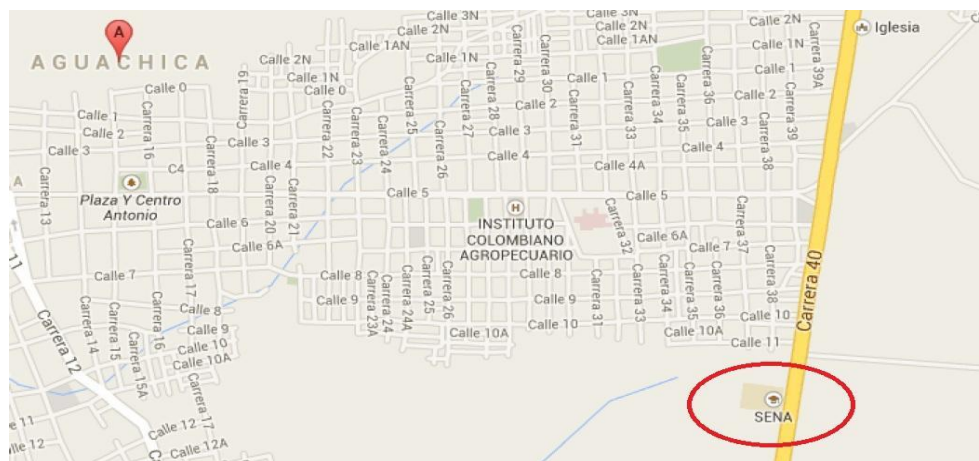 Calle 3N
Calle 2N
Calle 1AN
Calle 3N
Calle 2N
Calle 1AN
Calle 2N
Iglesia
A
AGUACHICA
Calle 2N
Calle 1N
Calle 0
Calle 0
Carrera 19
Carrera 25
Carrera 29
Carrera 28
Carrera 30
Calle 1
Carrera 36
Calle 1N
Calle 1
Carrera 39A
Calle 1
Calle 2
Calle 3
Carrera 16
Calle 3
Carrera 22
Carrera 23
Carrera 24
Carrera 26
Carrera 27
Calle 3
Calle 2
Carrera 31
Carrera 33
Carrera 34
Carrera 35
Calle 2
Calle 3
Carrera 39
C4
Calle 4
Calle 4
Calle 4A
Calle 4
Carrera 38
Carrera 13
Carrera 18
Calle 5
Calle 5
Plaza Y Centro
Antonio
Calle 6
Calle 6A
Carrera 20
Carrera 21
H
INSTITUTO
COLOMBIANO
AGROPECUARIO
Carrera 32
Calle 6A
Calle 7
Carrera 37
Calle 7
Carrera 17
Calle 8
Calle 9
Carrera 23A
Carrera 24
Carrera 24A
Carrera 25
Carrera 26
Calle 8
Calle 9
Carrera 31
Carrera 33
Carrera 34
Carrera 35
Carrera 36
Carrera 38
Carrera 40
11
Carrera 12
Carrera 14
Carrera 15
Carrera 16
Calle 8
Calle 9
Calle 10
Calle 10A
Calle 10A
Calle 10
Calle 10A
Calle 10
Calle 11
Carrera 15A
Carrera 17
SENA
Calle 12
Calle 12A